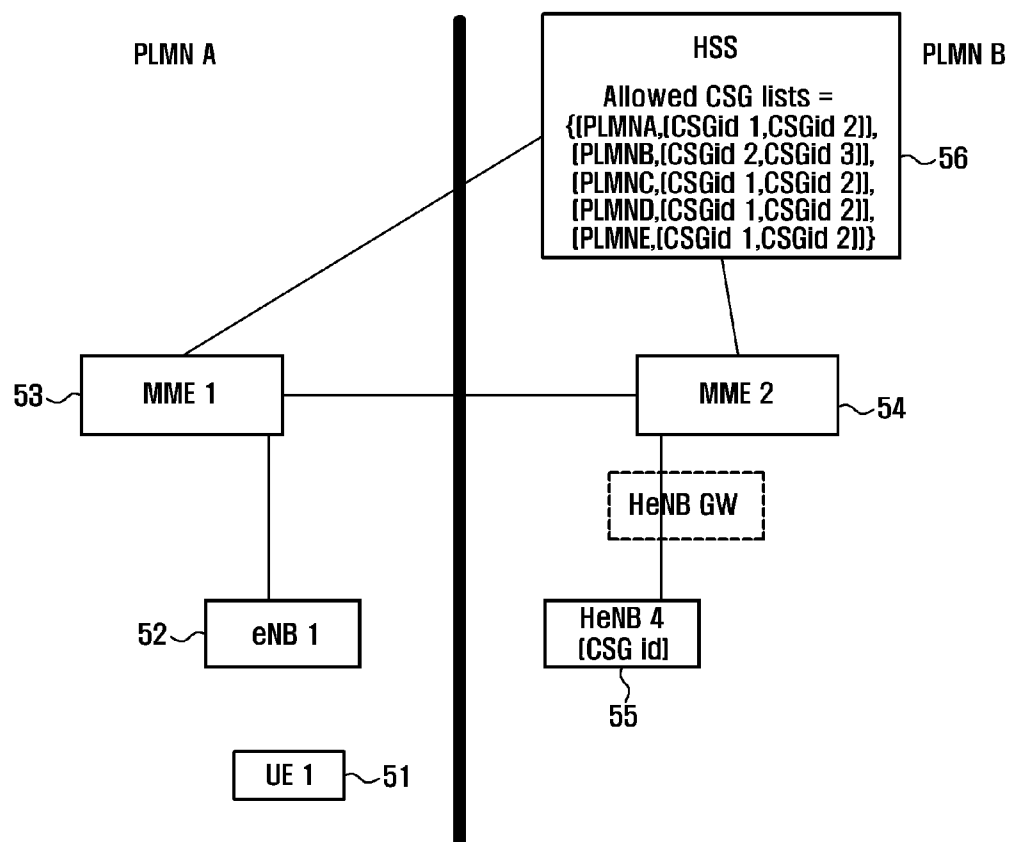 PLMN A
HSS
PLMN B
Allowed CSG lists =
{[PLMNA,[CSGid 1,CSGid 2]],
[PLMNB,[CSGid 2,CSGid 3]],
[PLMNC,[CSGid 1,CSGid 2]],
[PLMND,[CSGid 1,CSGid 2]],
[PLMNE,[CSGid 1,CSGid 2]]}
56
53
MME 1
MME 2
54
HeNB GW
52
eNB 1
HeNB 4
[CSG id]
55
UE 1
51